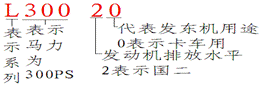 L300 20
表示系列
表示
马力
为
300PS
代表发东机用途
0表示卡车用
发动机排放水平
2表示国二